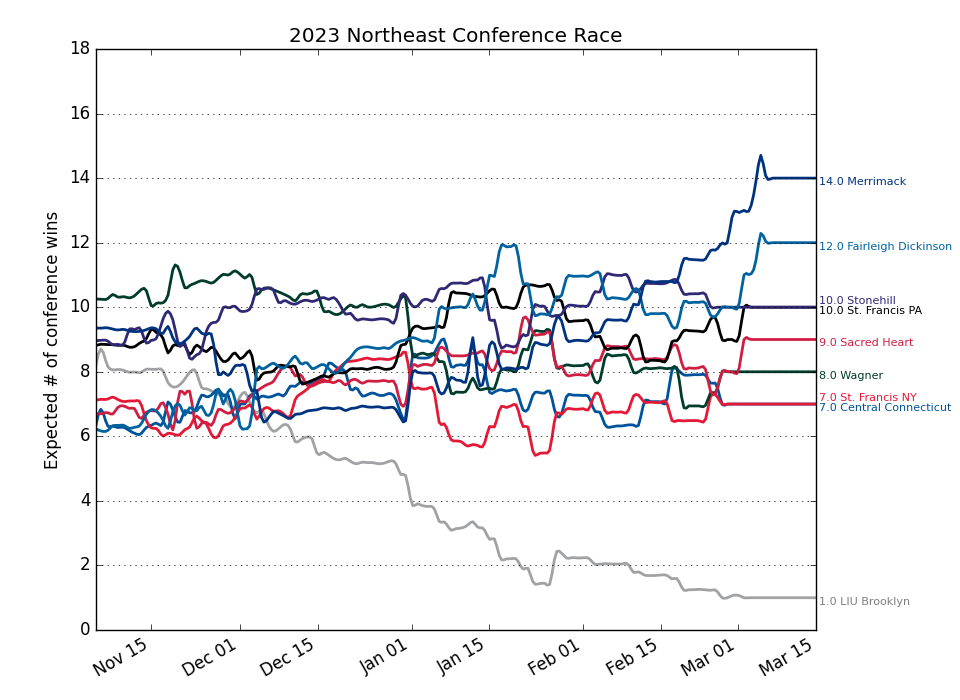 2023 Northeast Conference Race
Expected # of conference wins
18
16
14
12
10
8
6
4
2
0
14.0 Merrimack
12.0 Fairleigh Dickinson
10.0 Stonehill
10.0 St. Francis PA
9.0 Sacred Heart
8.0 Wagner
7.0 St. Francis NY
7.0 Central Connecticut
1.0 LIU Brooklyn
Nov 15
Dec 01
Dec 15
Jan 01
Jan 15
Feb 01
Feb 15
Mar 01
Mar 15